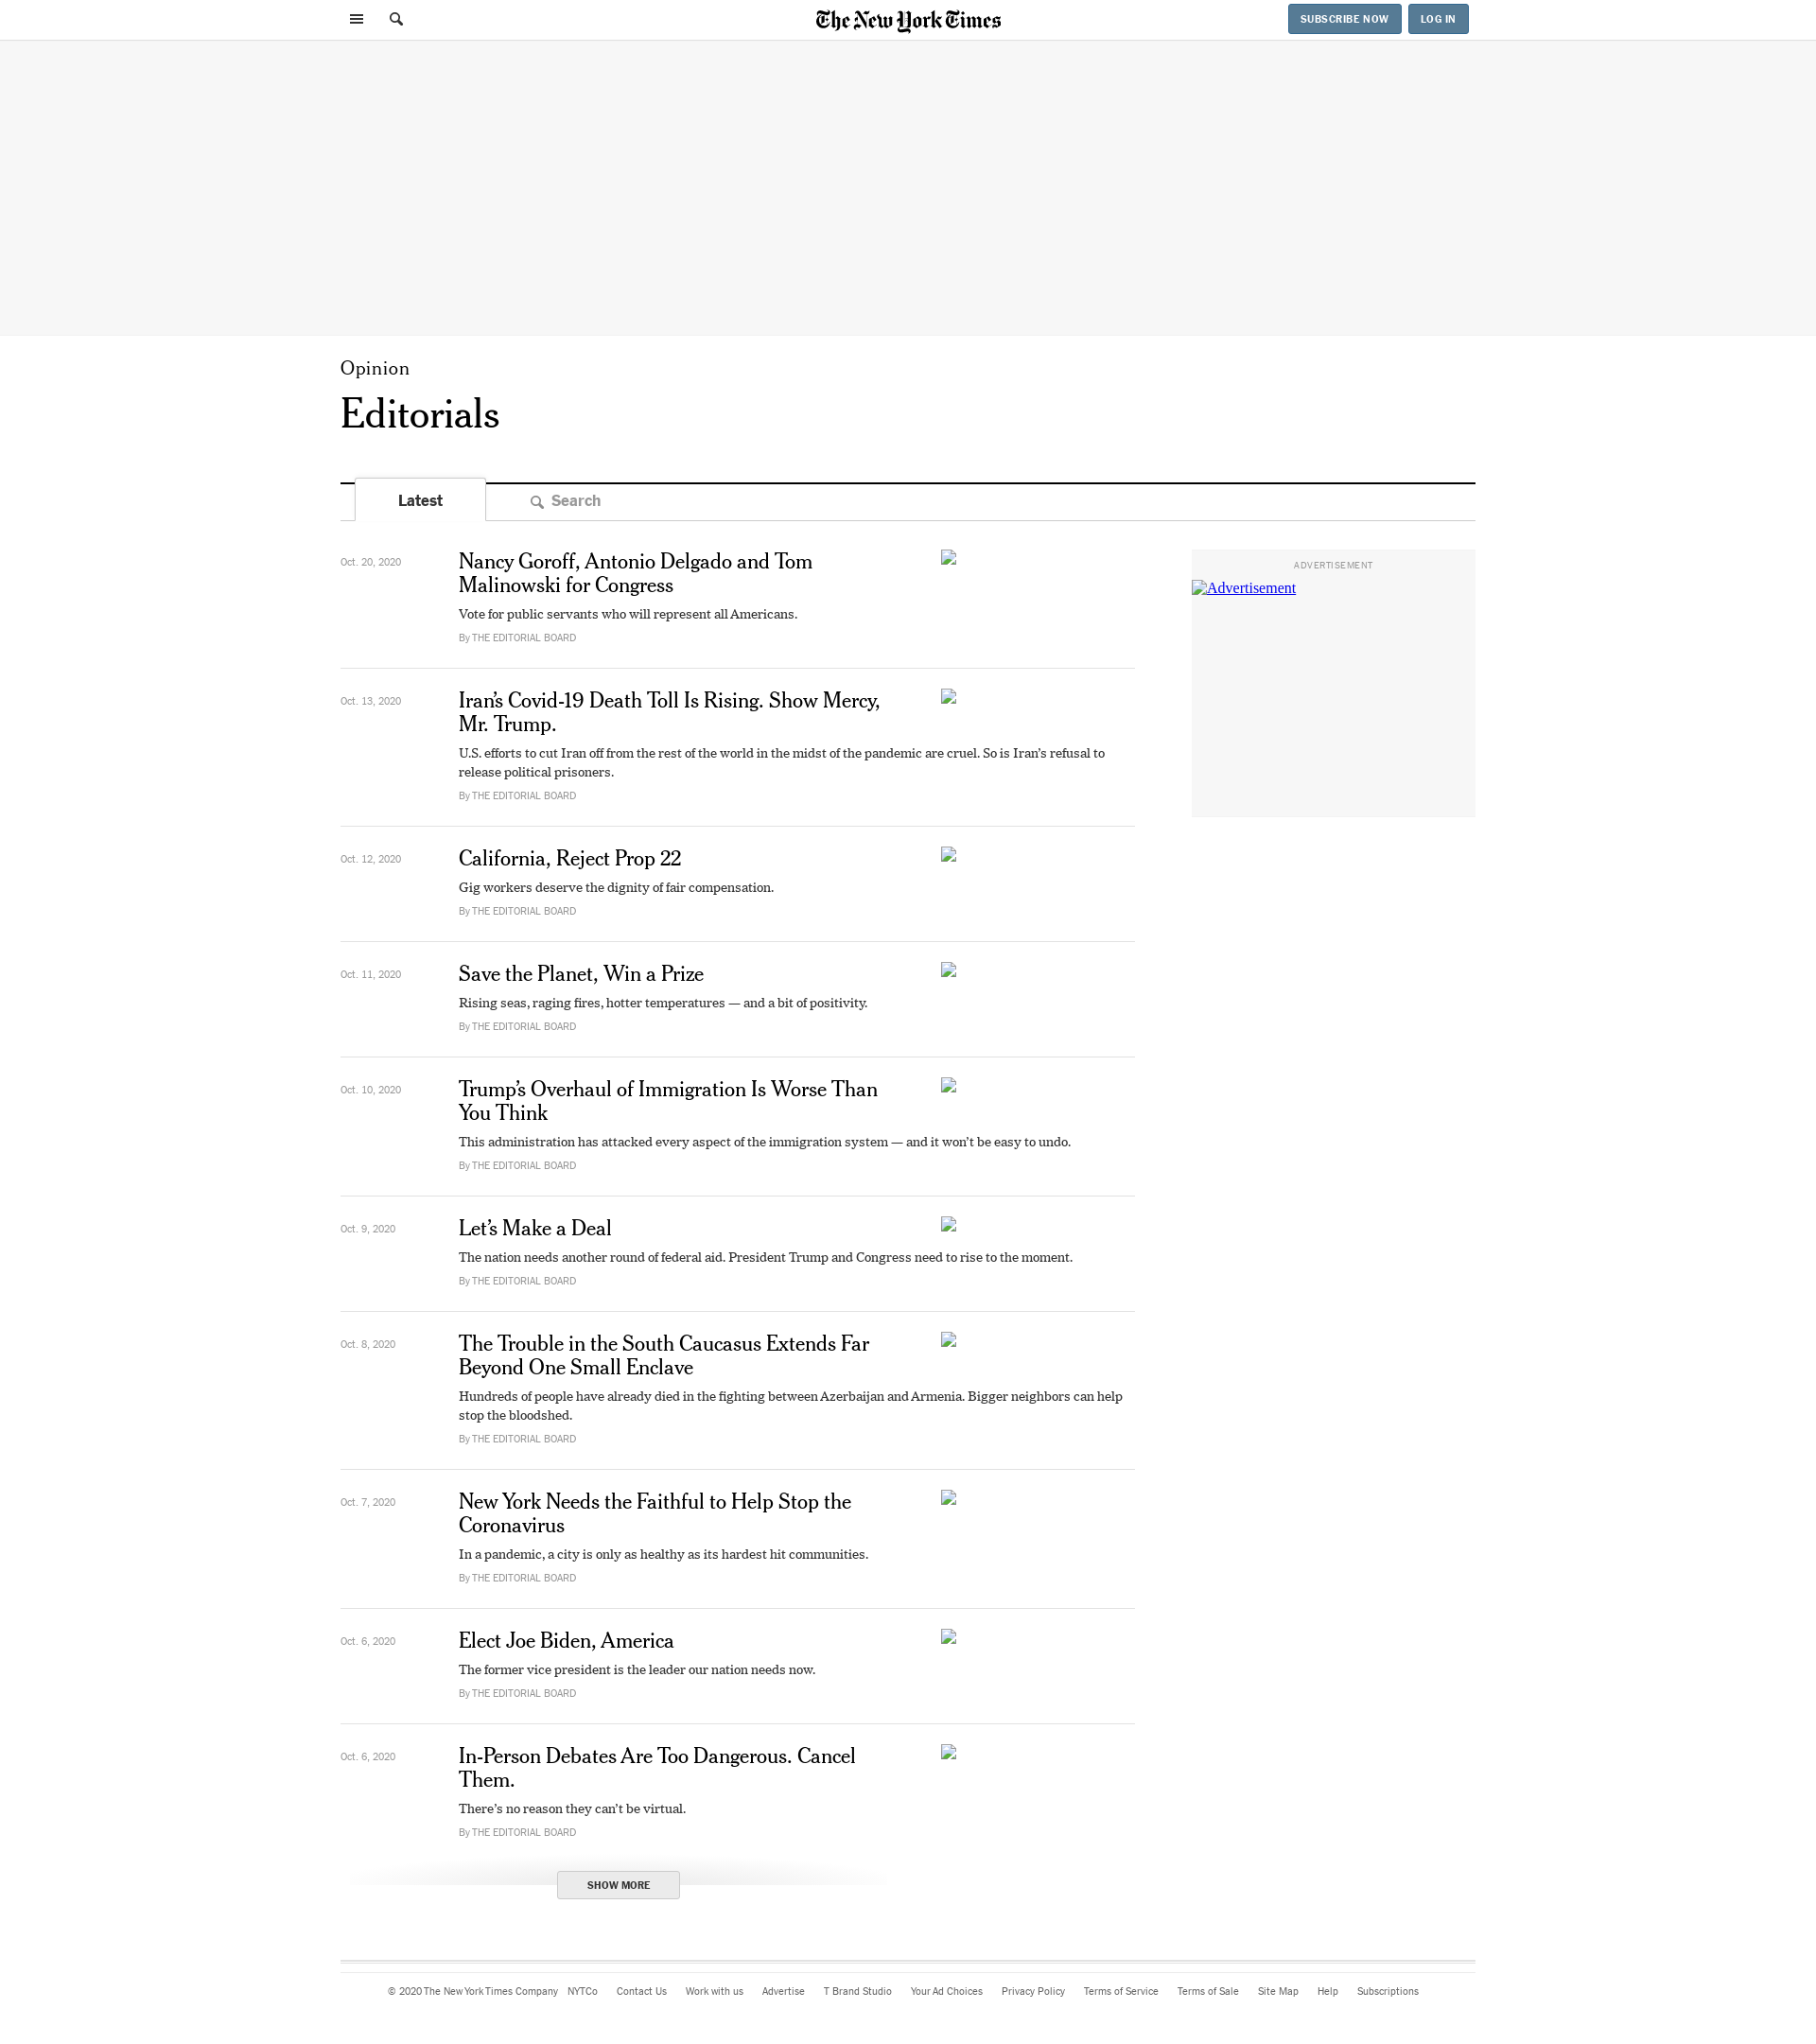 The New York Times
SUBSCRIBE NOW
LOG IN
Opinion
Editorials
Latest
Search
Oct. 20, 2020
Nancy Goroff, Antonio Delgado and Tom
Malinowski for Congress
Vote for public servants who will represent all Americans.
By THE EDITORIAL BOARD
ADVERTISEMENT
Advertisement
Oct. 13, 2020
Iran’s Covid-19 Death Toll Is Rising. Show Mercy,
Mr. Trump.
U.S. efforts to cut Iran off from the rest of the world in the midst of the pandemic are cruel. So is Iran’s refusal to
release political prisoners.
By THE EDITORIAL BOARD
Oct. 12, 2020
California, Reject Prop 22
Gig workers deserve the dignity of fair compensation.
By THE EDITORIAL BOARD
Oct. 11, 2020
Save the Planet, Win a Prize
Rising seas, raging fires, hotter temperatures — and a bit of positivity.
By THE EDITORIAL BOARD
Oct. 10, 2020
Trump’s Overhaul of Immigration Is Worse Than
You Think
This administration has attacked every aspect of the immigration system — and it won’t be easy to undo.
By THE EDITORIAL BOARD
Oct. 9, 2020
Let’s Make a Deal
The nation needs another round of federal aid. President Trump and Congress need to rise to the moment.
By THE EDITORIAL BOARD
Oct. 8, 2020
The Trouble in the South Caucasus Extends Far
Beyond One Small Enclave
Hundreds of people have already died in the fighting between Azerbaijan and Armenia. Bigger neighbors can help
stop the bloodshed.
By THE EDITORIAL BOARD
Oct. 7, 2020
New York Needs the Faithful to Help Stop the
Coronavirus
In a pandemic, a city is only as healthy as its hardest hit communities.
By THE EDITORIAL BOARD
Oct. 6, 2020
Elect Joe Biden, America
The former vice president is the leader our nation needs now.
By THE EDITORIAL BOARD
Oct. 6, 2020
In-Person Debates Are Too Dangerous. Cancel
Them.
There’s no reason they can’t be virtual.
By THE EDITORIAL BOARD
SHOW MORE
© 2020 The New York Times Company NYTCo Contact Us Work with us Advertise T Brand Studio Your Ad Choices Privacy Policy Terms of Service Terms of Sale Site Map Help Subscriptions